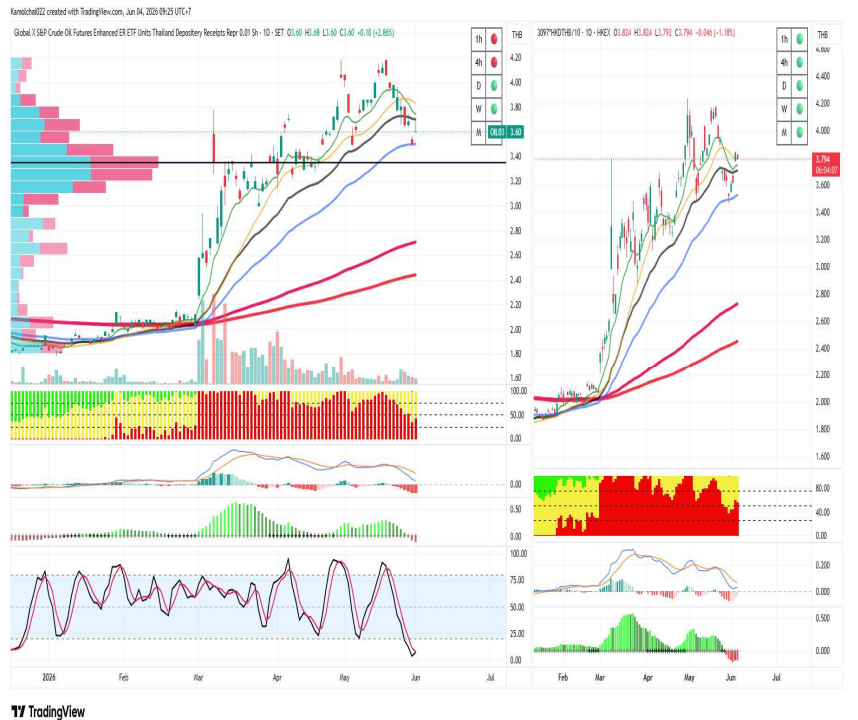 Kamolchai022 created with TradingView.com, Jun 04, 2026 09:25 UTC+7
Global X S&P Crude Oil Futures Enhanced ER ETF Units Thailand Depository Receipts Repr 0.01 Sh · 1D · SET O3.60 H3.68 L3.60 C3.60 +0.10 (+2.86%)
THB
1h
4h
D
W
M
4.20
4.00
3.80
OIL03 3.60
3.40
3.20
3.00
2.80
2.60
2.40
2.20
2.00
1.80
1.60
100.00
50.00
0.00
0.00
0.50
0.00
100.00
75.00
50.00
25.00
0.00
2026
Feb
Mar
Apr
May
Jun
Jul
3097*HKDTHB/10 · 1D · HKEX O3.824 H3.824 L3.792 C3.794 -0.046 (-1.18%)
THB
1h
4h
D
W
M
4.600
4.400
4.200
4.000
3.794
06:04:07
3.600
3.400
3.200
3.000
2.800
2.600
2.400
2.200
2.000
1.800
1.600
80.00
40.00
0.00
0.200
0.000
0.500
0.000
Feb
Mar
Apr
May
Jun
Jul
TradingView